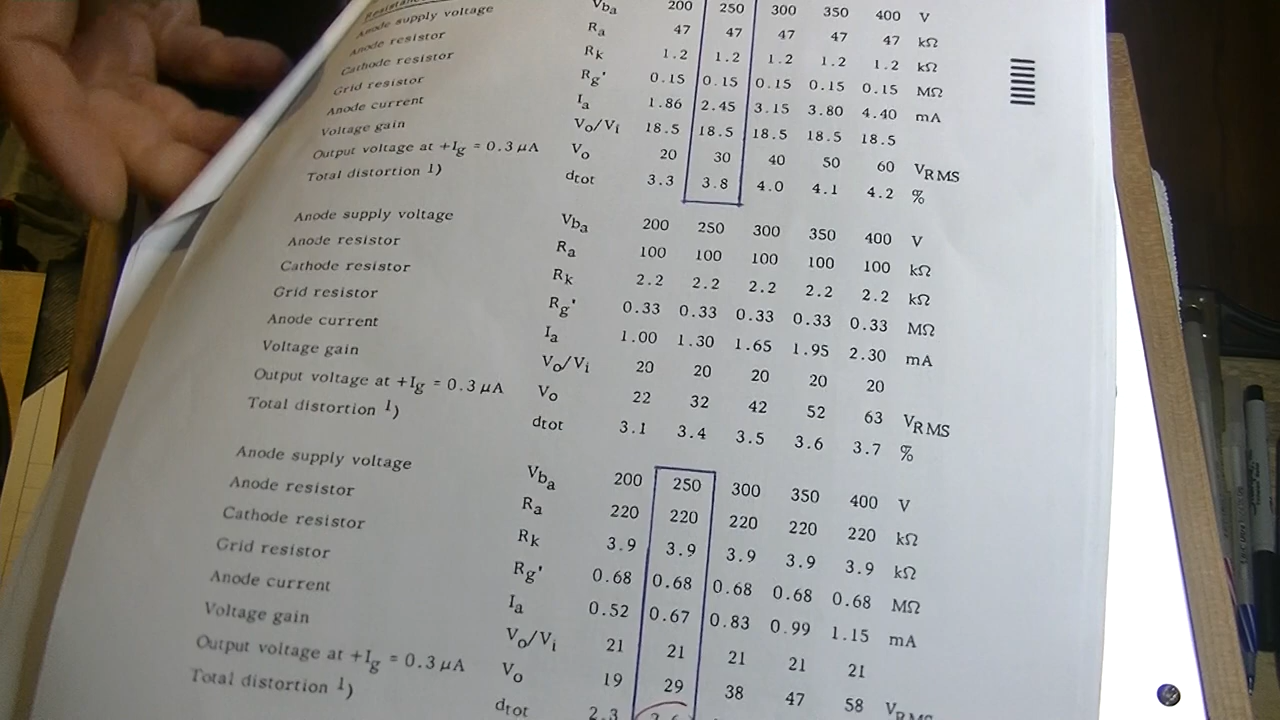 Anode supply voltage Vba 200 250 300 350 400 V
Anode resistor Ra 47 47 47 47 47 kΩ
Cathode resistor Rk 1.2 1.2 1.2 1.2 1.2 kΩ
Grid resistor Rg' 0.15 0.15 0.15 0.15 0.15 MΩ
Anode current Ia 1.86 2.45 3.15 3.80 4.40 mA
Voltage gain Vo/Vi 18.5 18.5 18.5 18.5 18.5
Output voltage at +Ig = 0.3 μA Vo 20 30 40 50 60 VRMS
Total distortion 1) dtot 3.3 3.8 4.0 4.1 4.2 %
Anode supply voltage Vba 200 250 300 350 400 V
Anode resistor Ra 100 100 100 100 100 kΩ
Cathode resistor Rk 2.2 2.2 2.2 2.2 2.2 kΩ
Grid resistor Rg' 0.33 0.33 0.33 0.33 0.33 MΩ
Anode current Ia 1.00 1.30 1.65 1.95 2.30 mA
Voltage gain Vo/Vi 20 20 20 20 20
Output voltage at +Ig = 0.3 μA Vo 22 32 42 52 63 VRMS
Total distortion 1) dtot 3.1 3.4 3.5 3.6 3.7 %
Anode supply voltage Vba 200 250 300 350 400 V
Anode resistor Ra 220 220 220 220 220 kΩ
Cathode resistor Rk 3.9 3.9 3.9 3.9 3.9 kΩ
Grid resistor Rg' 0.68 0.68 0.68 0.68 0.68 MΩ
Anode current Ia 0.52 0.67 0.83 0.99 1.15 mA
Voltage gain Vo/Vi 21 21 21 21 21
Output voltage at +Ig = 0.3 μA Vo 19 29 38 47 58 VRMS
Total distortion 1) dtot 2.3